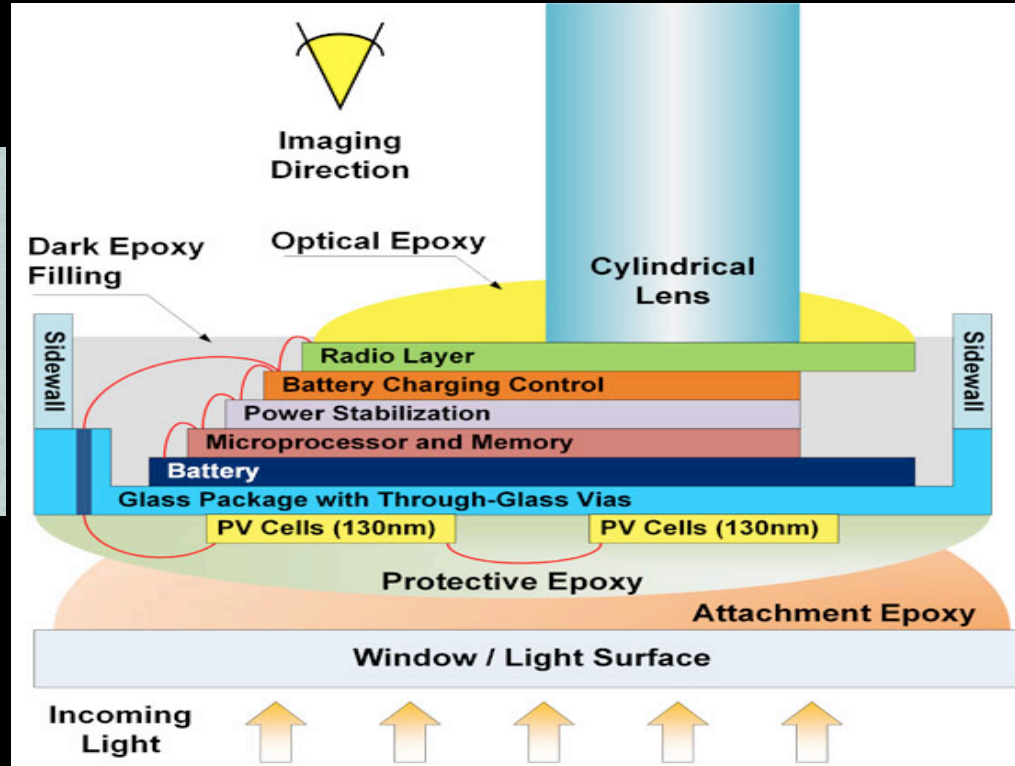 Imaging
Direction
Dark Epoxy
Filling
Optical Epoxy
Cylindrical
Lens
Sidewall
Sidewall
Radio Layer
Battery Charging Control
Power Stabilization
Microprocessor and Memory
Battery
Glass Package with Through-Glass Vias
PV Cells (130nm)
PV Cells (130nm)
Protective Epoxy
Attachment Epoxy
Window / Light Surface
Incoming
Light